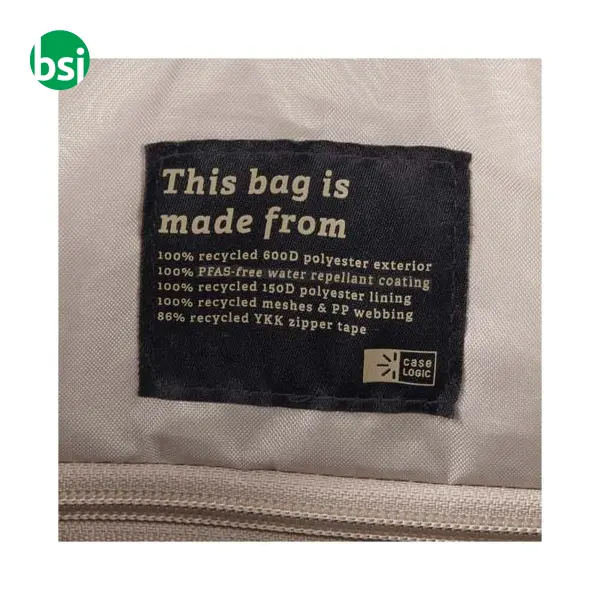 bsi
This bag is
made from
100% recycled 600D polyester exterior
100% PFAS-free water repellant coating
100% recycled 150D polyester lining
100% recycled meshes & PP webbing
86% recycled YKK zipper tape
case
LOGIC